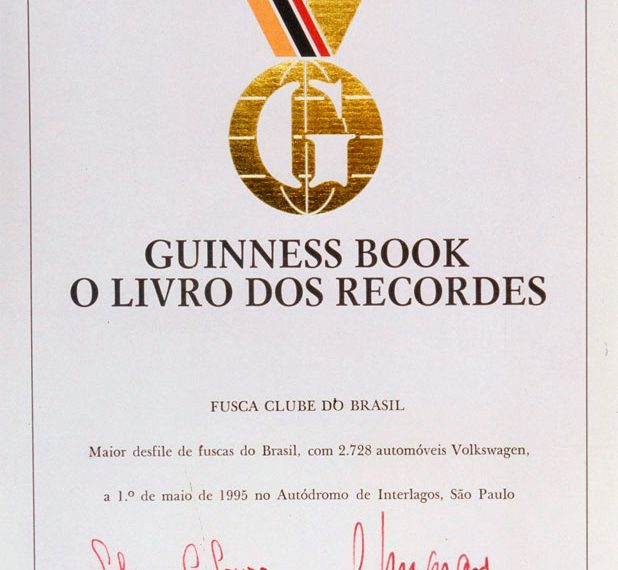 G
GUINNESS BOOK
O LIVRO DOS RECORDES
FUSCA CLUBE DO BRASIL
Maior desfile de fuscas do Brasil, com 2.728 automóveis Volkswagen,
a 1.º de maio de 1995 no Autódromo de Interlagos, São Paulo